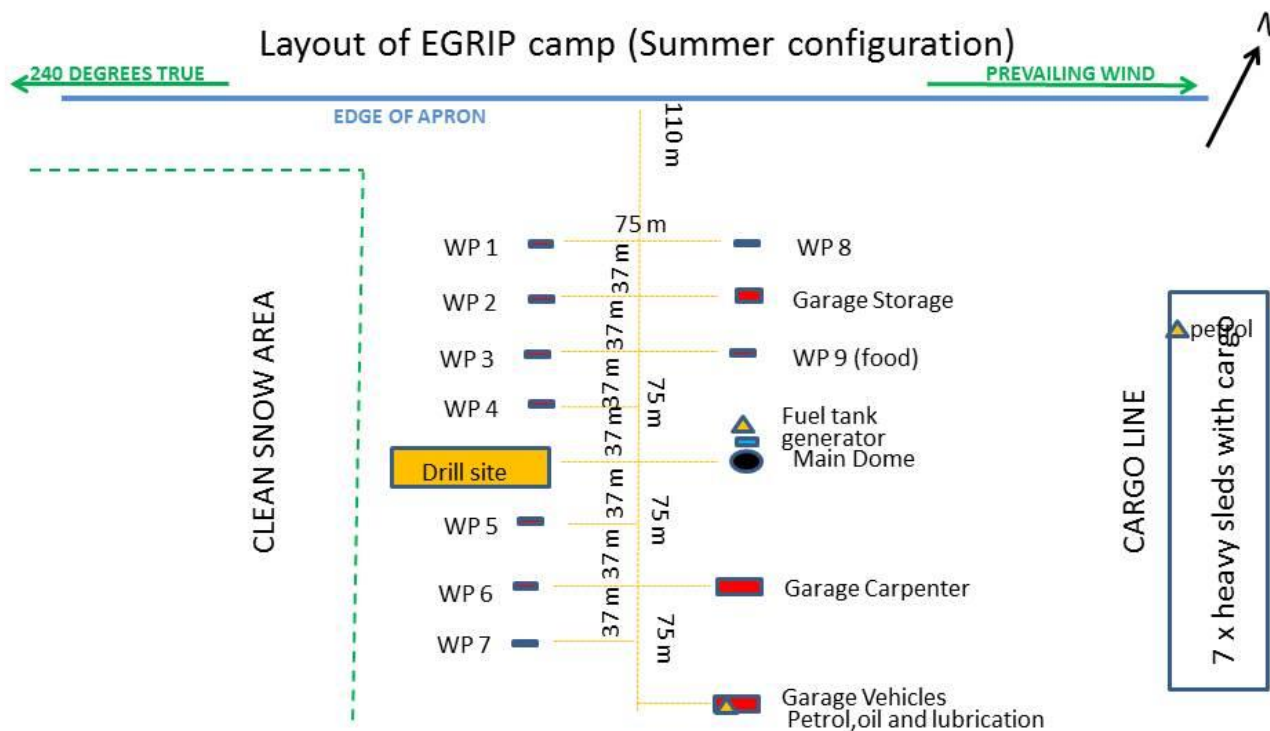 N
Layout of EGRIP camp (Summer configuration)
240 DEGREES TRUE
PREVAILING WIND
EDGE OF APRON
110 m
75 m
WP 1
WP 8
37 m
WP 2
Garage Storage
37 m
petrol
WP 3
WP 9 (food)
37 m
75 m
WP 4
Fuel tank
37 m
generator
Main Dome
Drill site
CLEAN SNOW AREA
CARGO LINE
7 x heavy sleds with cargo
37 m
75 m
WP 5
37 m
WP 6
Garage Carpenter
37 m
75 m
WP 7
Garage Vehicles
Petrol,oil and lubrication